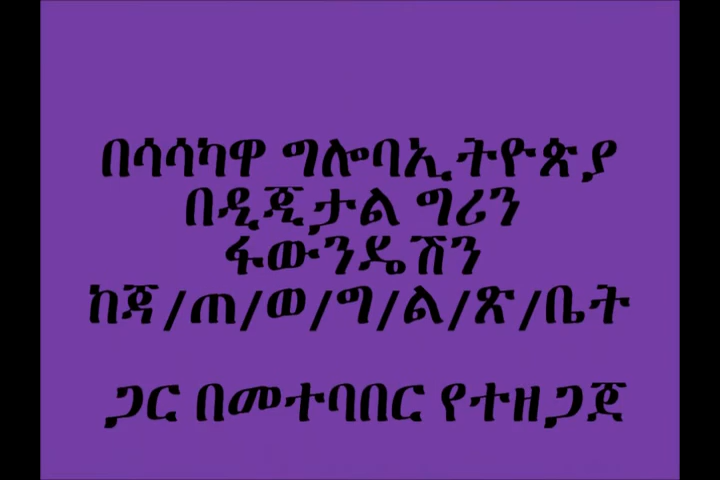 በሳሳካዋ ግሎባኢትዮጵያ
በዲጂታል ግሪን
ፋውንዴሽን
ከጃ/ጠ/ወ/ግ/ል/ጽ/ቤት
ጋር በመተባበር የተዘጋጀ